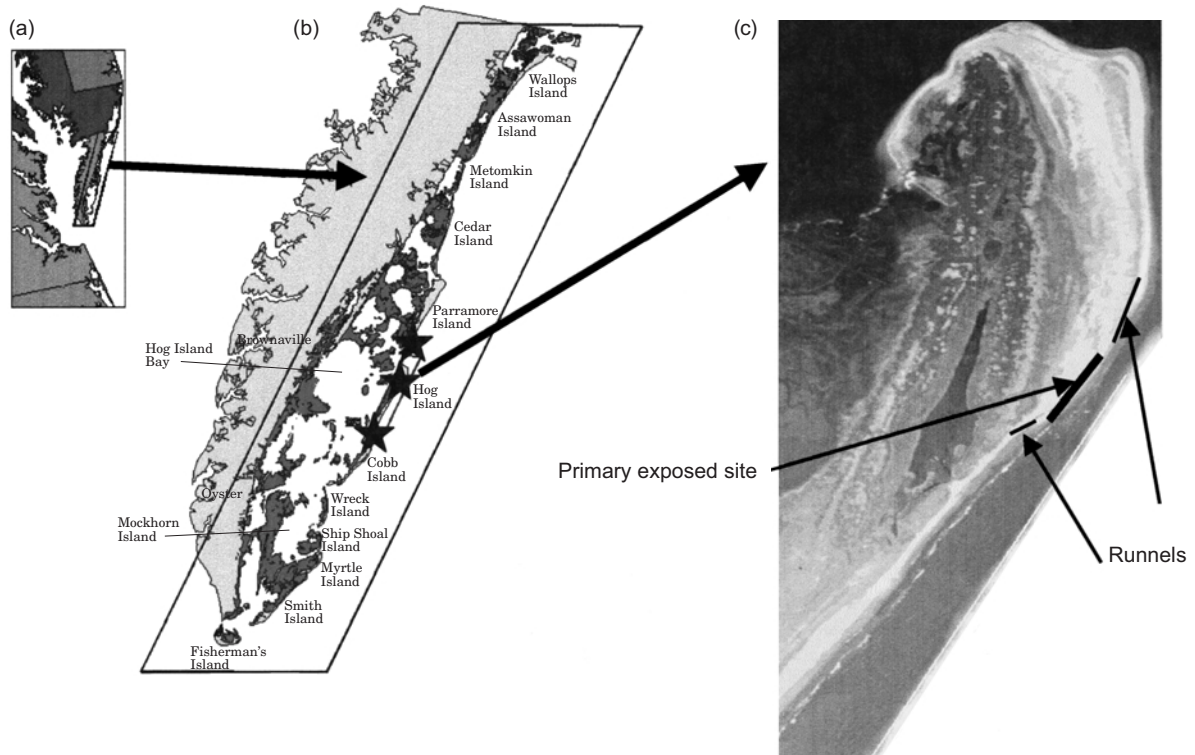 (a)
(b)
(c)
Wallops
Island
Assawoman
Island
Metomkin
Island
Cedar
Island
Parramore
Island
Brownaville
Hog Island
Bay
Hog
Island
Cobb
Island
Oyster
Wreck
Island
Mockhorn
Island
Ship Shoal
Island
Myrtle
Island
Smith
Island
Fisherman's
Island
Primary exposed site
Runnels